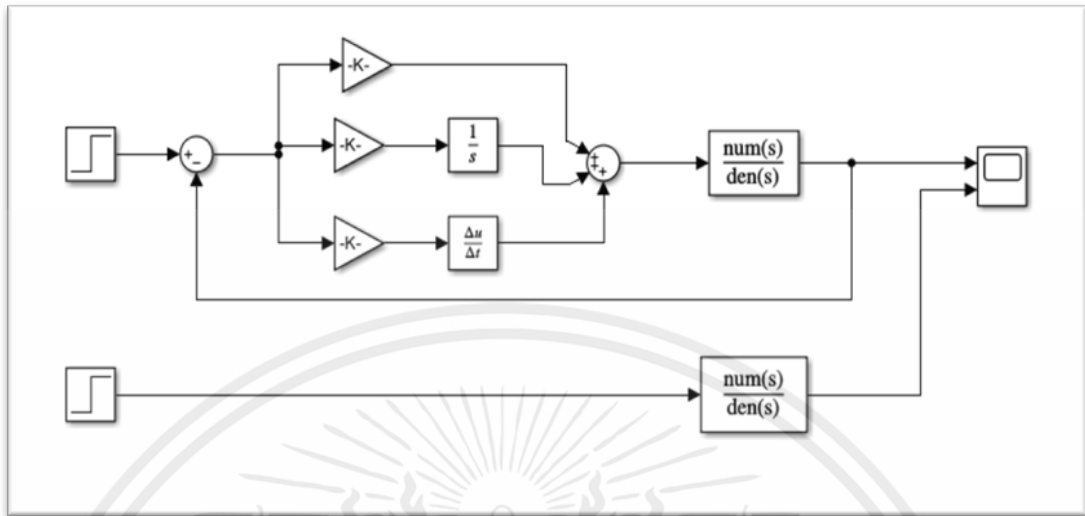 -K-
-K-
1
s
num(s)
den(s)
-K-
Δu
Δt
num(s)
den(s)